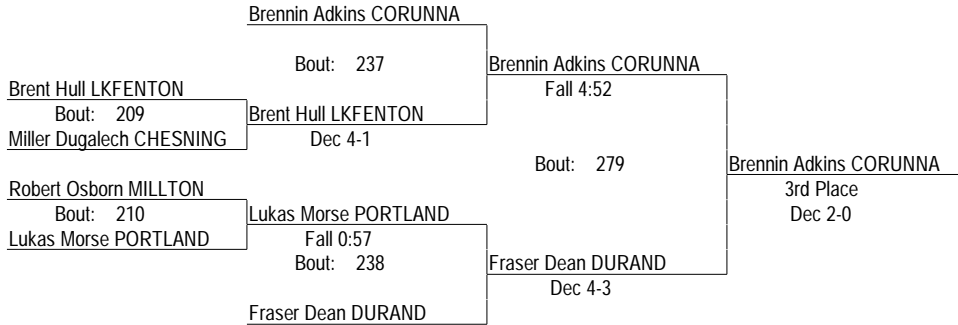 Brennin Adkins CORUNNA
Bout: 237
Brennin Adkins CORUNNA
Brent Hull LKFENTON
Fall 4:52
Bout: 209
Brent Hull LKFENTON
Miller Dugalech CHESNING
Dec 4-1
Bout: 279
Brennin Adkins CORUNNA
Robert Osborn MILLTON
3rd Place
Bout: 210
Lukas Morse PORTLAND
Dec 2-0
Lukas Morse PORTLAND
Fall 0:57
Bout: 238
Fraser Dean DURAND
Dec 4-3
Fraser Dean DURAND